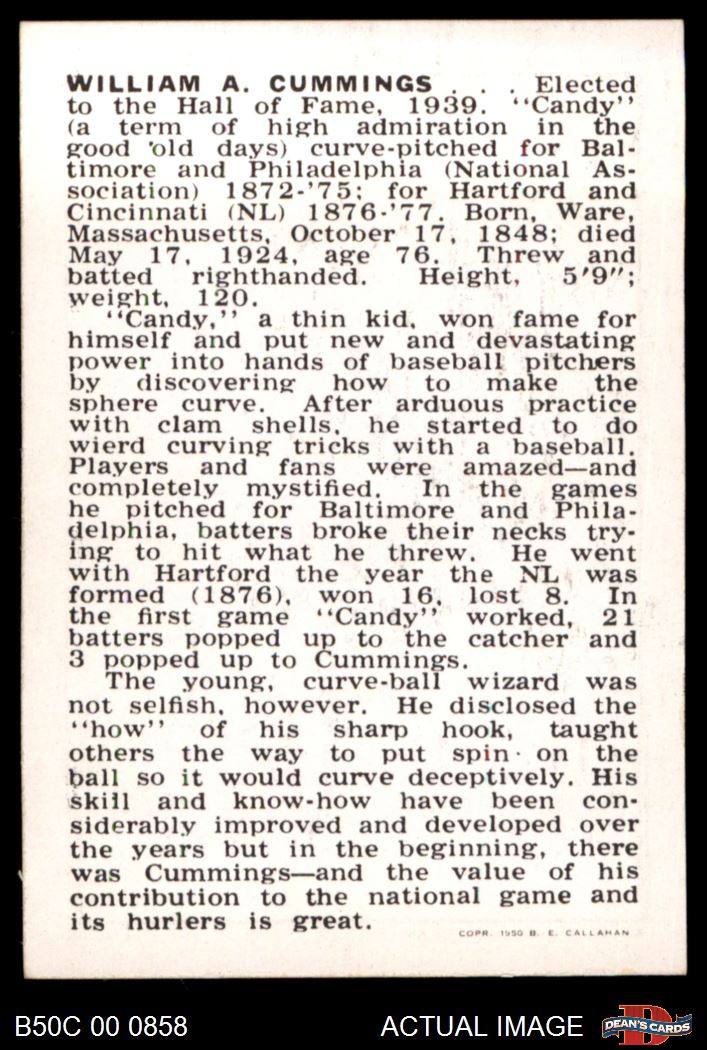 WILLIAM A. CUMMINGS . . . Elected
to the Hall of Fame, 1939. "Candy"
(a term of high admiration in the
good 'old days) curve-pitched for Bal-
timore and Philadelphia (National As-
sociation) 1872-'75; for Hartford and
Cincinnati (NL) 1876-'77. Born, Ware,
Massachusetts, October 17, 1848; died
May 17, 1924, age 76. Threw and
batted righthanded. Height, 5'9";
weight, 120.
"Candy," a thin kid, won fame for
himself and put new and devastating
power into hands of baseball pitchers
by discovering how to make the
sphere curve. After arduous practice
with clam shells, he started to do
wierd curving tricks with a baseball.
Players and fans were amazed—and
completely mystified. In the games
he pitched for Baltimore and Phila-
delphia, batters broke their necks try-
ing to hit what he threw. He went
with Hartford the year the NL was
formed (1876), won 16, lost 8. In
the first game "Candy" worked, 21
batters popped up to the catcher and
3 popped up to Cummings.
The young, curve-ball wizard was
not selfish, however. He disclosed the
"how" of his sharp hook, taught
others the way to put spin on the
ball so it would curve deceptively. His
skill and know-how have been con-
siderably improved and developed over
the years but in the beginning, there
was Cummings—and the value of his
contribution to the national game and
its hurlers is great.
COPR. 1950 B. E. CALLAHAN
B50C 00 0858 ACTUAL IMAGE DEAN'S CARDS